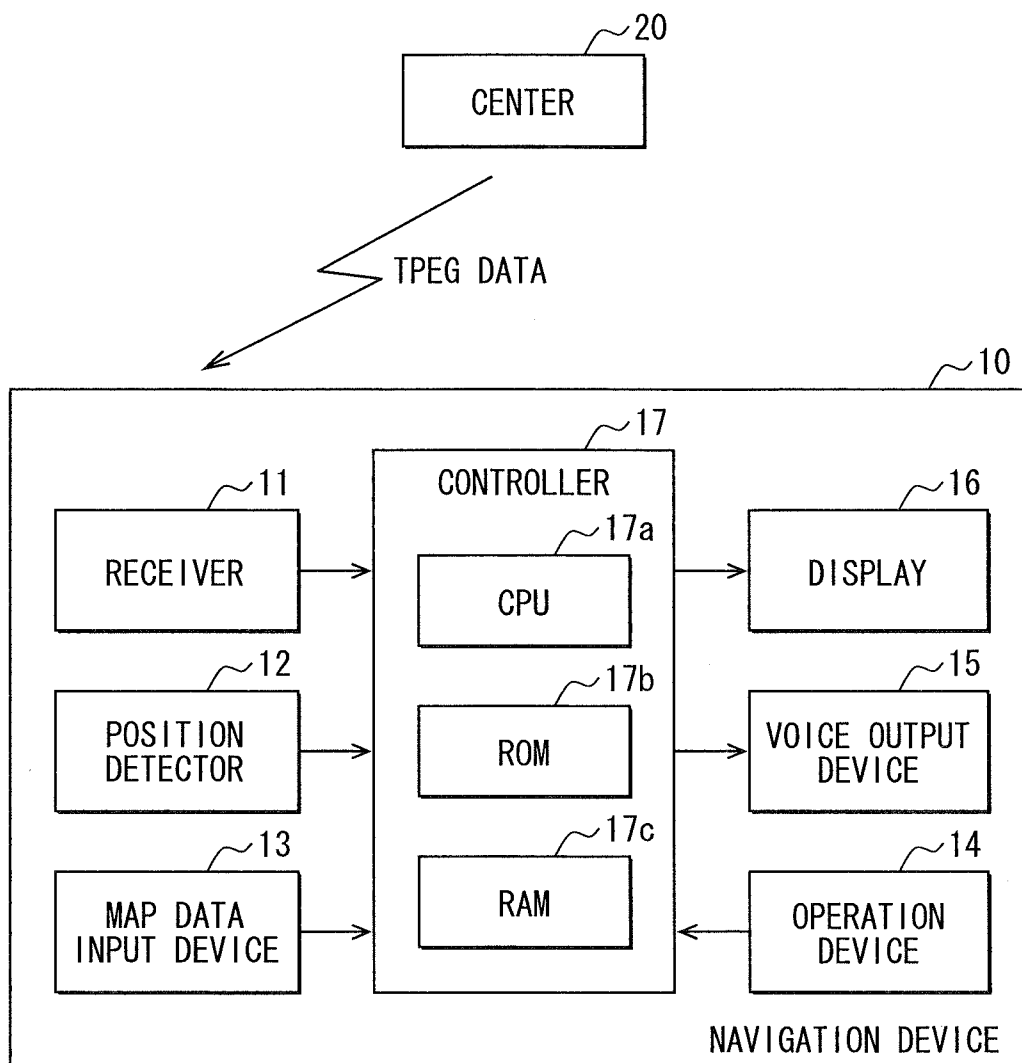 20
CENTER
TPEG DATA
10
17
CONTROLLER
11
RECEIVER
17a
CPU
16
DISPLAY
12
POSITION
DETECTOR
17b
ROM
15
VOICE OUTPUT
DEVICE
13
MAP DATA
INPUT DEVICE
17c
RAM
14
OPERATION
DEVICE
NAVIGATION DEVICE